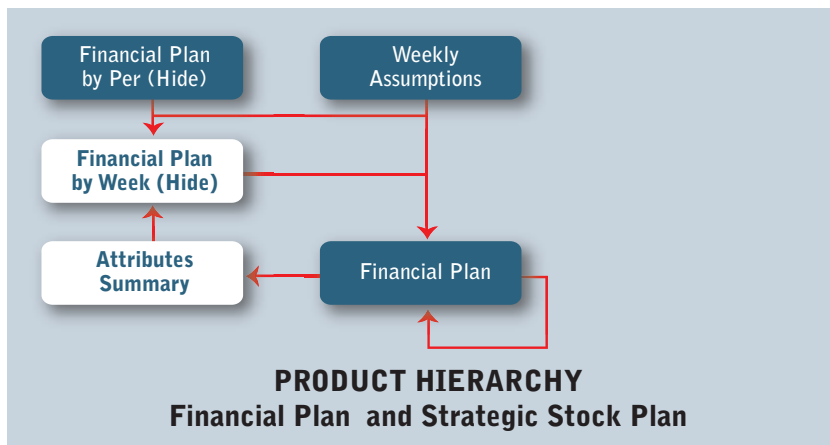 Financial Plan
by Per (Hide)
Weekly
Assumptions
Financial Plan
by Week (Hide)
Attributes
Summary
Financial Plan
PRODUCT HIERARCHY
Financial Plan and Strategic Stock Plan